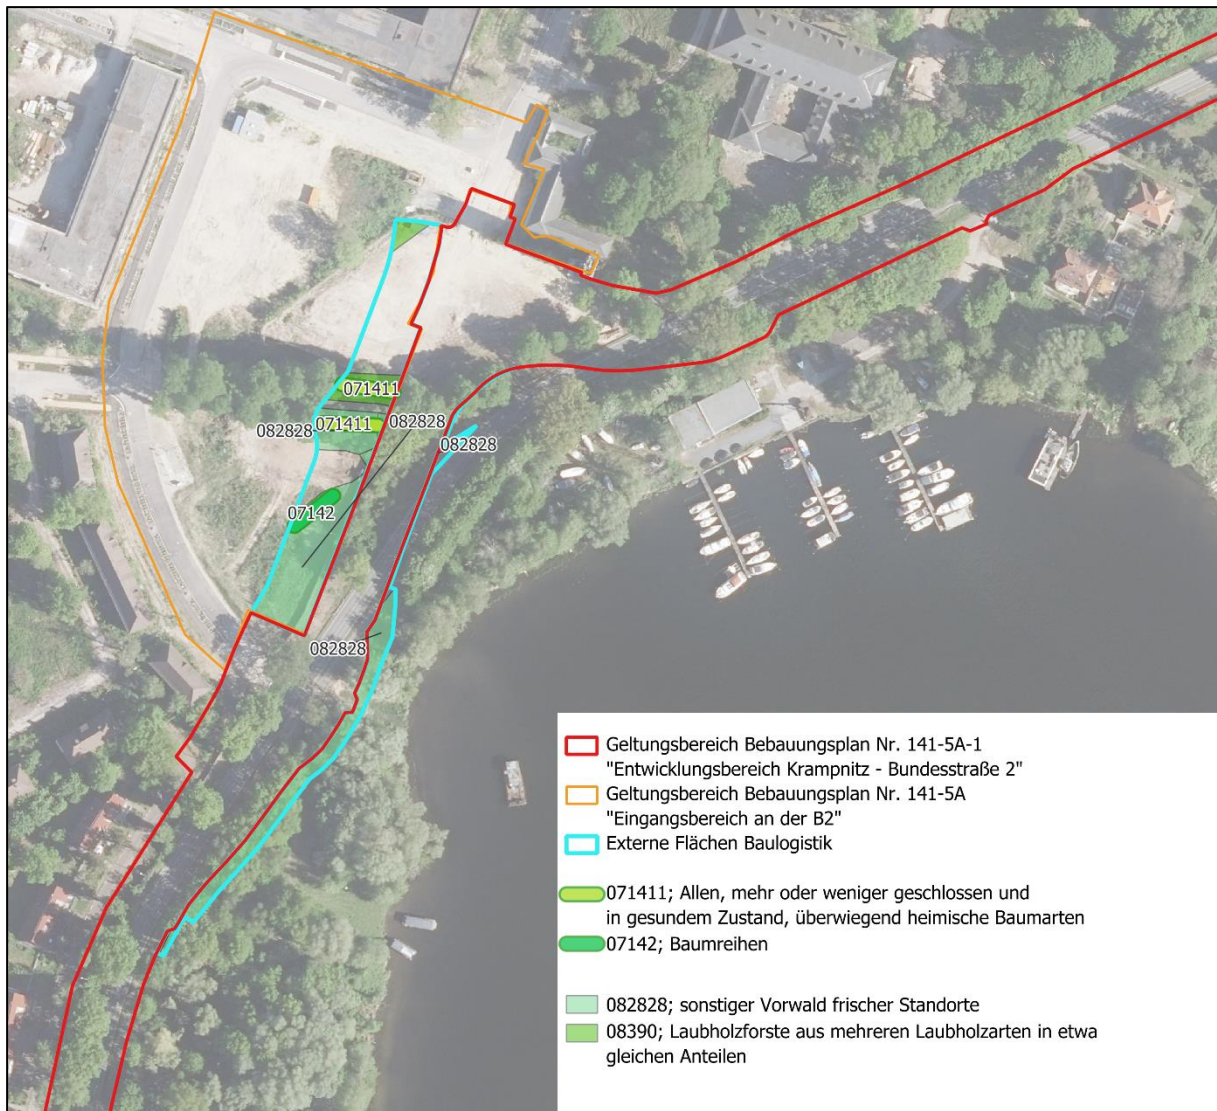 071411
071411
082828
082828
082828
07142
082828
Geltungsbereich Bebauungsplan Nr. 141-5A-1
"Entwicklungsbereich Krampnitz - Bundesstraße 2"
Geltungsbereich Bebauungsplan Nr. 141-5A
"Eingangsbereich an der B2"
Externe Flächen Baulogistik
071411; Allen, mehr oder weniger geschlossen und
in gesundem Zustand, überwiegend heimische Baumarten
07142; Baumreihen
082828; sonstiger Vorwald frischer Standorte
08390; Laubholzforste aus mehreren Laubholzarten in etwa
gleichen Anteilen